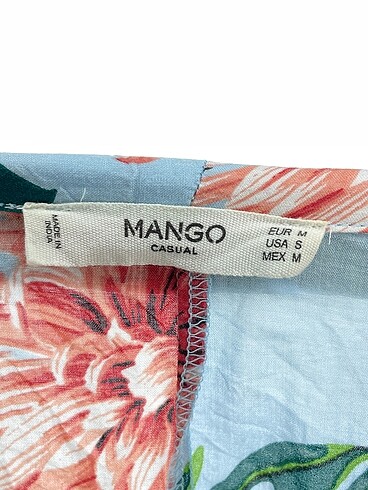 MADE IN
INDIA
MANGO
CASUAL
EUR M
USA S
MEX M